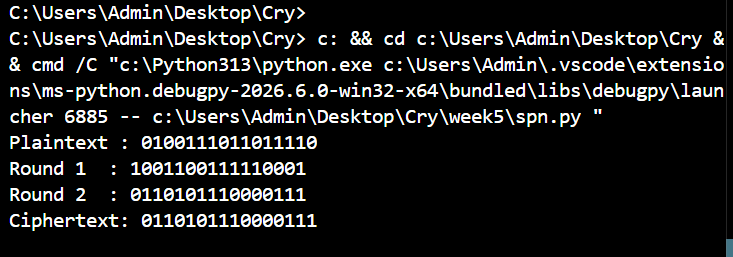 C:\Users\Admin\Desktop\Cry>
C:\Users\Admin\Desktop\Cry> c: && cd c:\Users\Admin\Desktop\Cry &
& cmd /C "c:\Python313\python.exe c:\Users\Admin\.vscode\extensio
ns\ms-python.debugpy-2026.6.0-win32-x64\bundled\libs\debugpy\laun
cher 6885 -- c:\Users\Admin\Desktop\Cry\week5\spn.py "
Plaintext : 0100111011011110
Round 1  : 1001100111110001
Round 2  : 0110101110000111
Ciphertext: 0110101110000111